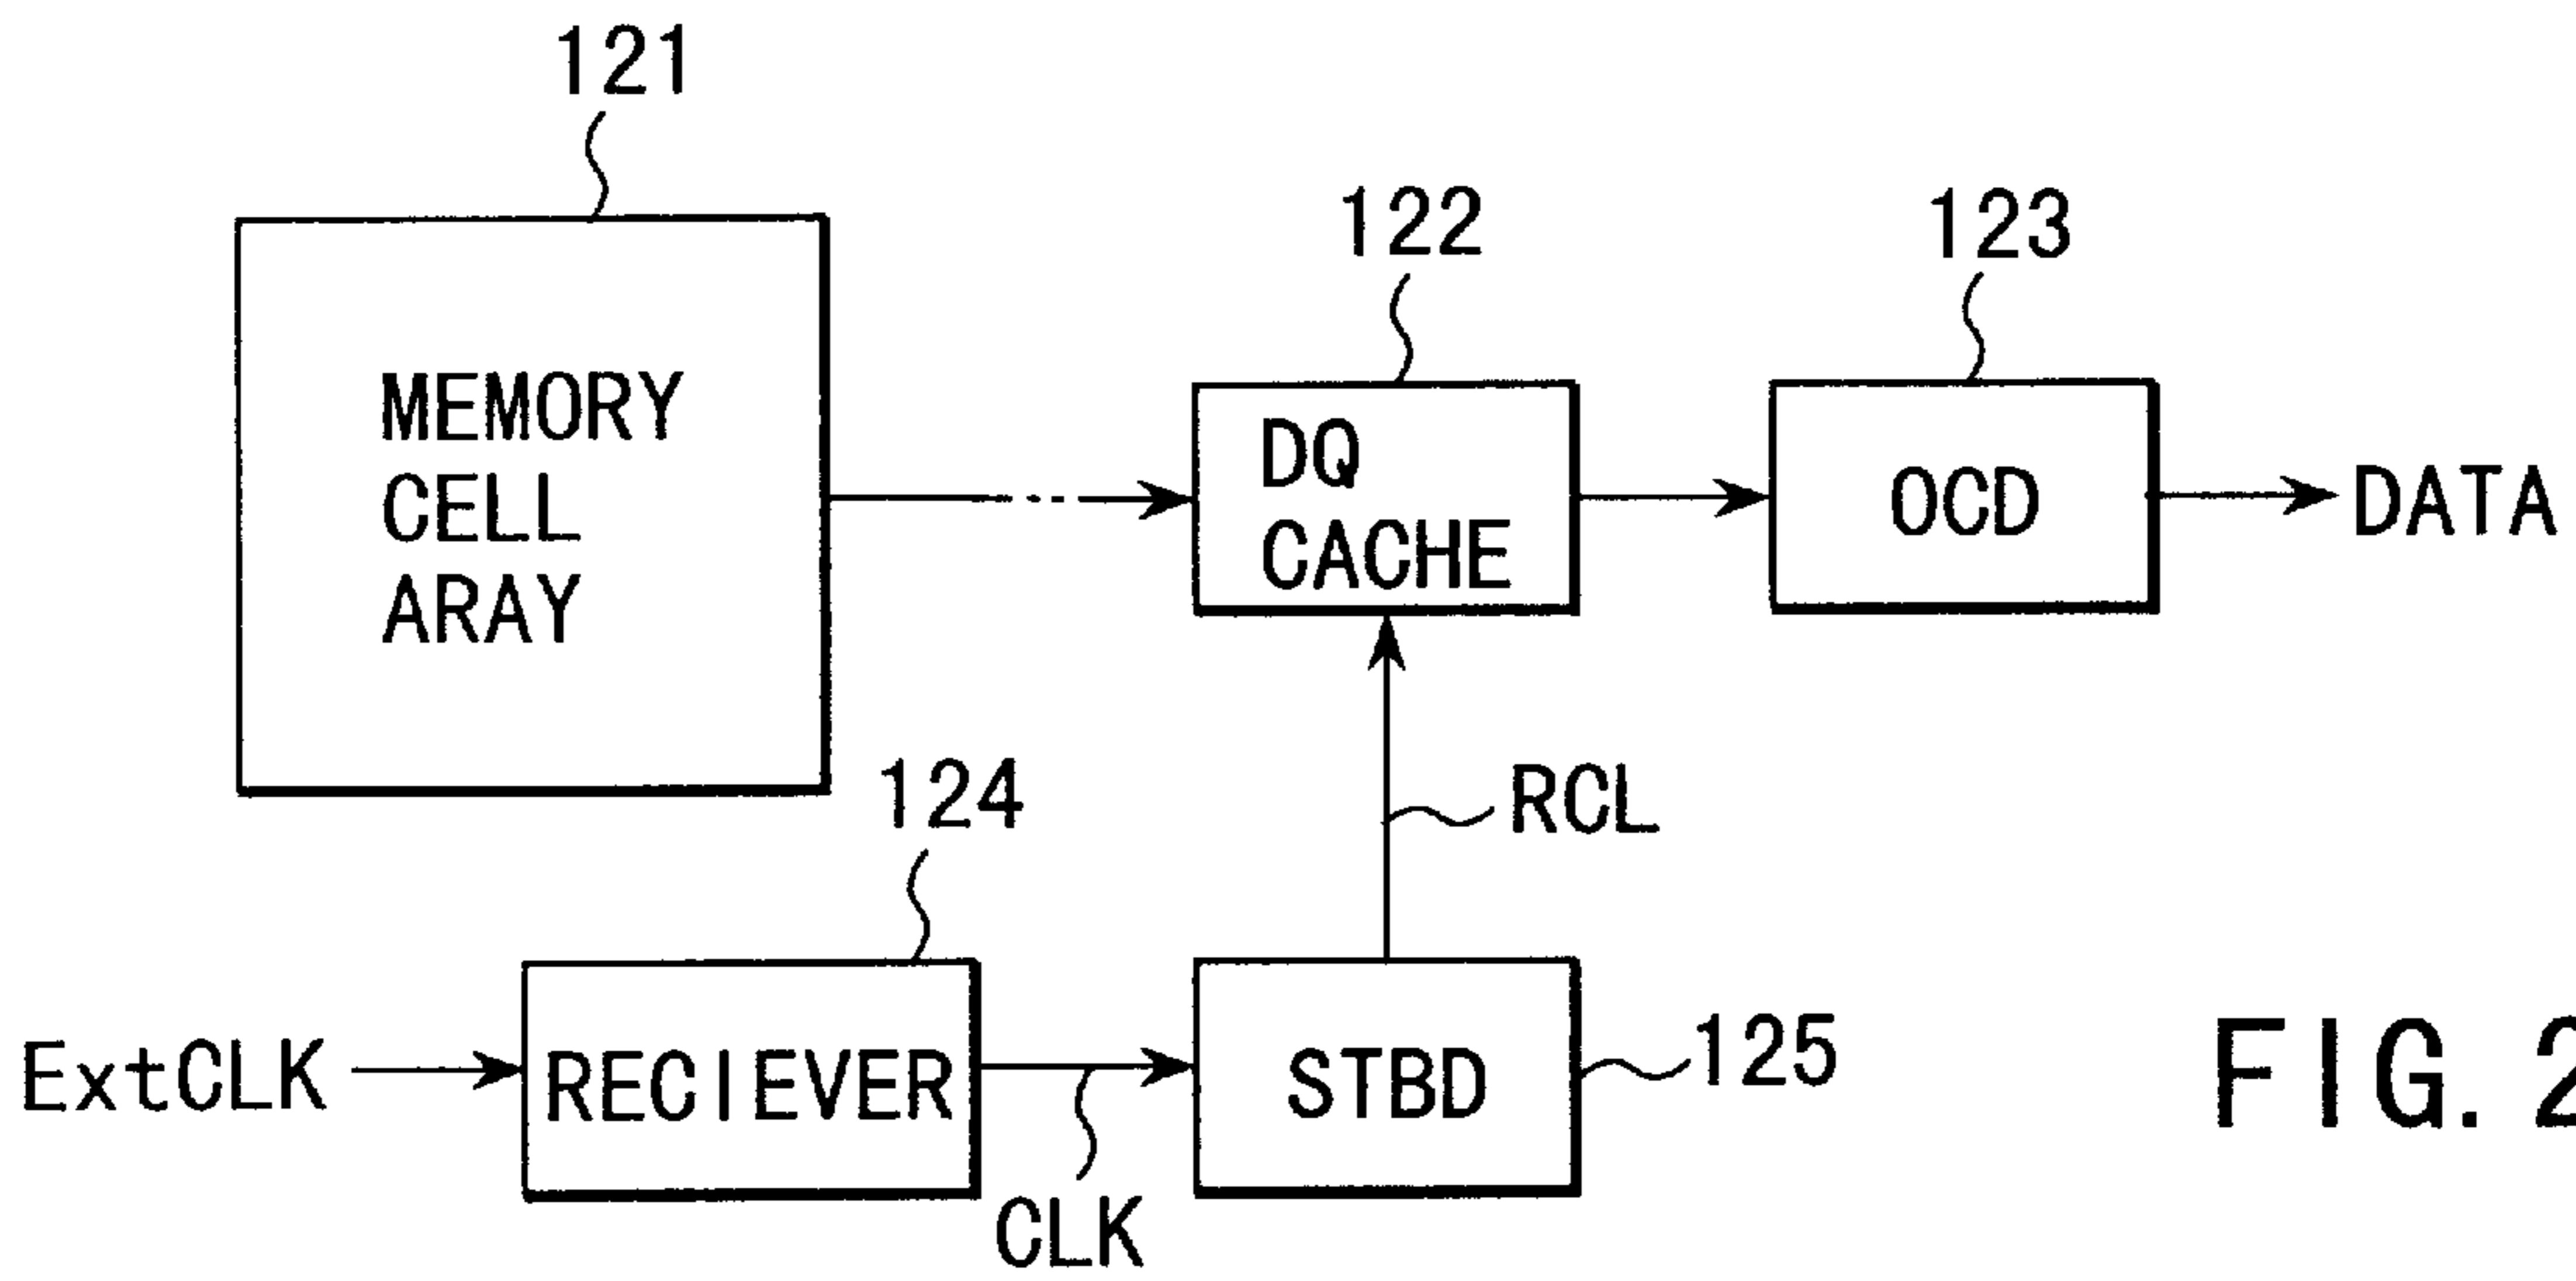 121
122
123
MEMORY
CELL
ARAY
DQ
CACHE
OCD
DATA
124
RCL
ExtCLK
RECIEVER
STBD
125
CLK
FIG. 2